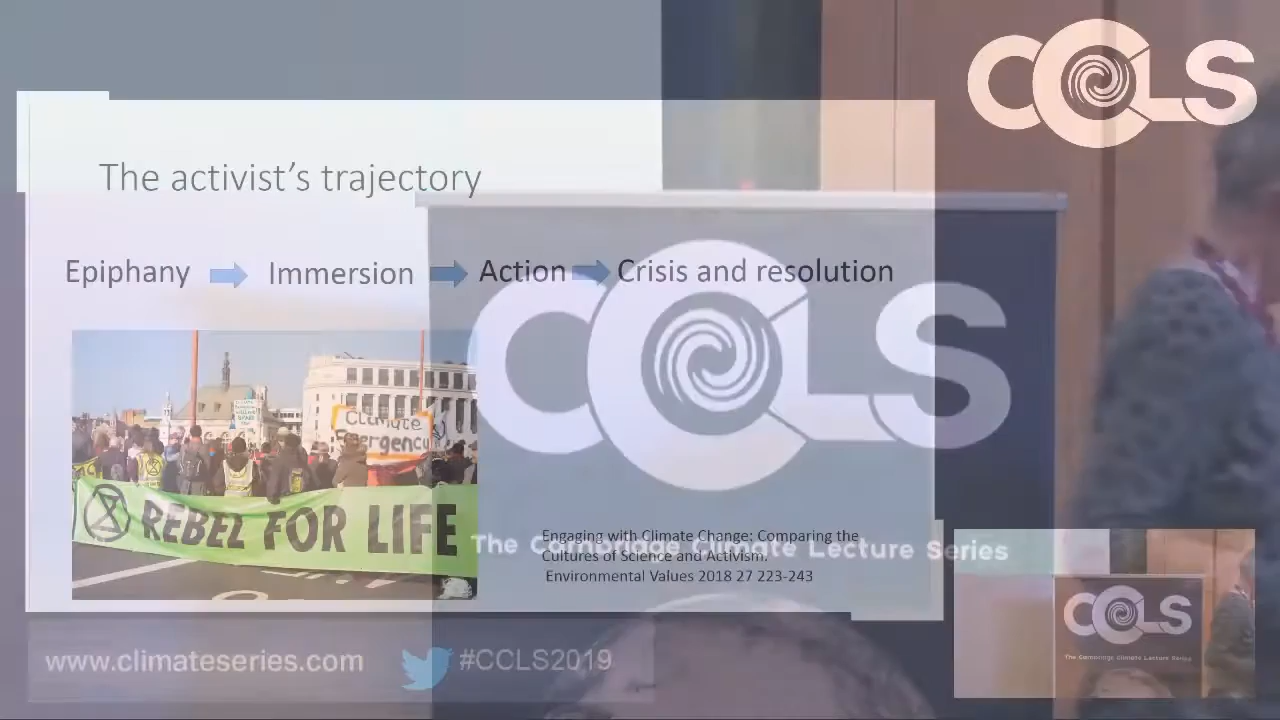 CCLS
The activist’s trajectory
Epiphany Immersion Action Crisis and resolution
CCLS
Climate
Emergency
REBEL FOR LIFE
Engaging with Climate Change: Comparing the
Cultures of Science and Activism.
Environmental Values 2018 27 223-243
The Cambridge Climate Lecture Series
CCLS
The Cambridge Climate Lecture Series
www.climateseries.com #CCLS2019